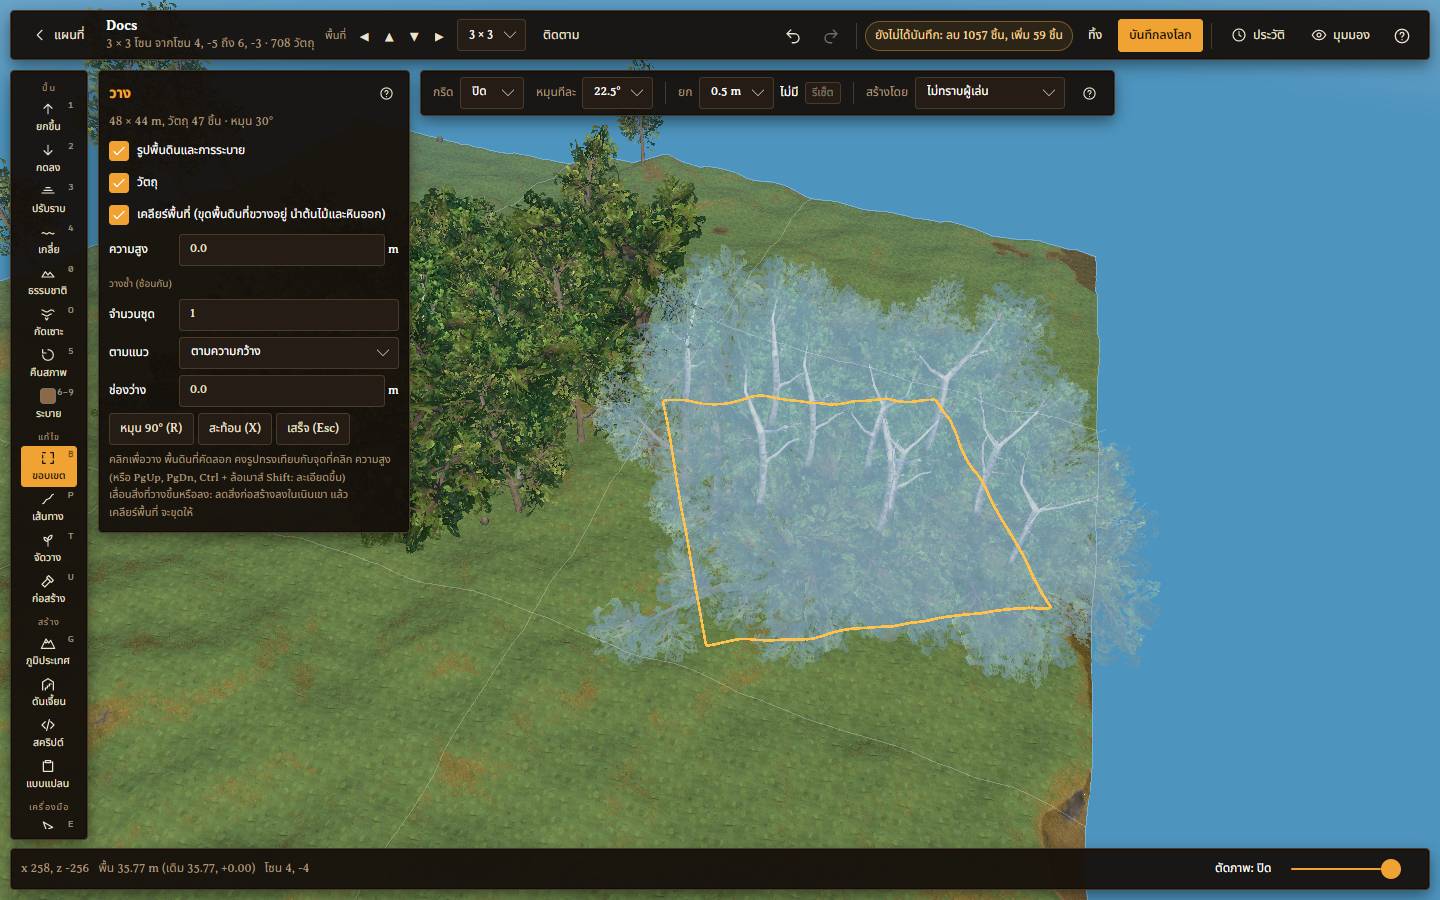 แผนที่
Docs
3 × 3 โซน จากโซน 4, -5 ถึง 6, -3 · 708 วัตถุ
พื้นที่
3 × 3
ติดตาม
ยังไม่ได้บันทึก: ลบ 1057 ชิ้น, เพิ่ม 59 ชิ้น
ทิ้ง
บันทึกลงโลก
ประวัติ
มุมมอง
กริด
ปิด
หมุนทีละ
22.5°
ยก
0.5 m
ไม่มี
รีเซ็ต
สร้างโดย
ไม่ทราบผู้เล่น
ปั้น
1
ยกขึ้น
2
กดลง
3
ปรับราบ
4
เกลี่ย
0
ธรรมชาติ
O
กัดเซาะ
5
คืนสภาพ
6–9
ระบาย
แก้ไข
B
ขอบเขต
P
เส้นทาง
T
จัดวาง
U
ก่อสร้าง
สร้าง
G
ภูมิประเทศ
ดันเจี้ยน
สคริปต์
แบบแปลน
เครื่องมือ
E
วาง
48 × 44 m, วัตถุ 47 ชิ้น · หมุน 30°
รูปพื้นดินและการระบาย
วัตถุ
เคลียร์พื้นที่ (ขุดพื้นดินที่ขวางอยู่ นำต้นไม้และหินออก)
ความสูง
0.0
m
วางซ้ำ (ซ้อนกัน)
จำนวนชุด
1
ตามแนว
ตามความกว้าง
ช่องว่าง
0.0
m
หมุน 90° (R)
สะท้อน (X)
เสร็จ (Esc)
คลิกเพื่อวาง พื้นดินที่คัดลอก คงรูปทรงเทียบกับจุดที่คลิก ความสูง
(หรือ PgUp, PgDn, Ctrl + ล้อเมาส์ Shift: ละเอียดขึ้น)
เลื่อนสิ่งที่วางขึ้นหรือลง: ลดสิ่งก่อสร้างลงในเนินเขา แล้ว
เคลียร์พื้นที่ จะขุดให้
x 258, z -256
พื้น 35.77 m (เดิม 35.77, +0.00)
โซน 4, -4
ตัดภาพ: ปิด